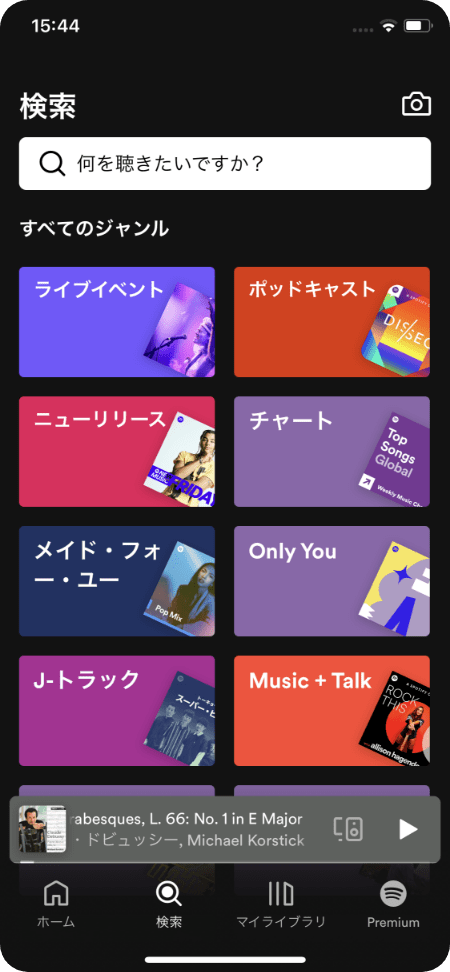 15:44
検索
何を聴きたいですか？
すべてのジャンル
ライブイベント
ポッドキャスト
DISSEC
ニューリリース
FRIDAY
チャート
Top
Songs
Global
Weekly Music Ch
メイド・フォ
ー・ユー
Pop Mix
Only You
J-トラック
スーパー・ヒ
Music + Talk
ROCK
THIS
allison hagend
rabesques, L. 66: No. 1 in E Major
・ドビュッシー, Michael Korstick
ホーム
検索
マイライブラリ
Premium